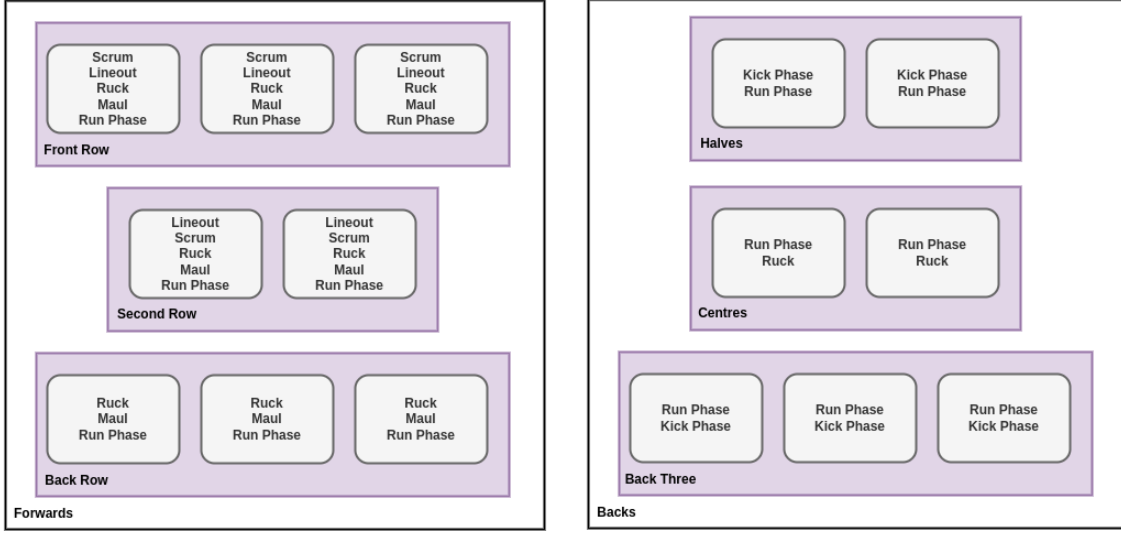 Scrum
Lineout
Ruck
Maul
Run Phase
Scrum
Lineout
Ruck
Maul
Run Phase
Scrum
Lineout
Ruck
Maul
Run Phase
Front Row
Lineout
Scrum
Ruck
Maul
Run Phase
Lineout
Scrum
Ruck
Maul
Run Phase
Second Row
Ruck
Maul
Run Phase
Ruck
Maul
Run Phase
Ruck
Maul
Run Phase
Back Row
Forwards
Kick Phase
Run Phase
Kick Phase
Run Phase
Halves
Run Phase
Ruck
Run Phase
Ruck
Centres
Run Phase
Kick Phase
Run Phase
Kick Phase
Run Phase
Kick Phase
Back Three
Backs